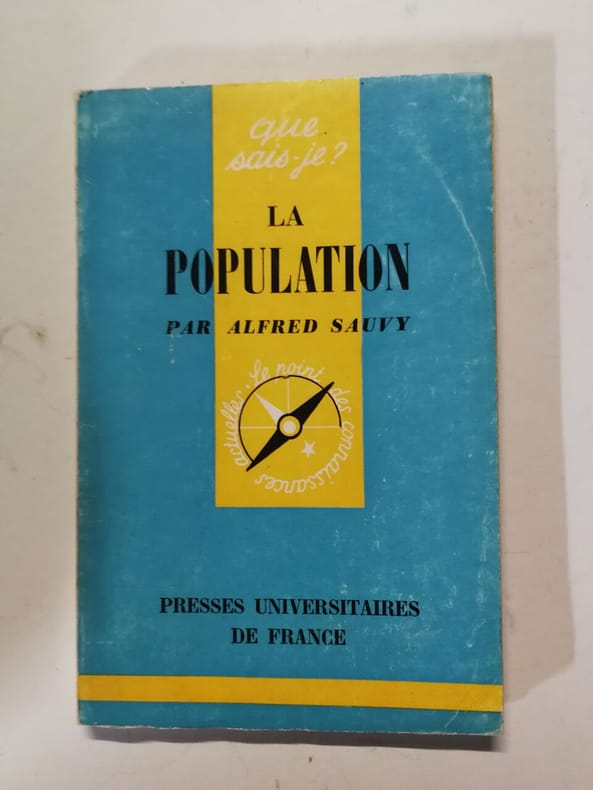 que
sais-je?
LA
POPULATION
PAR ALFRED SAUVY
le point des connaissances actuelles.
PRESSES UNIVERSITAIRES
DE FRANCE